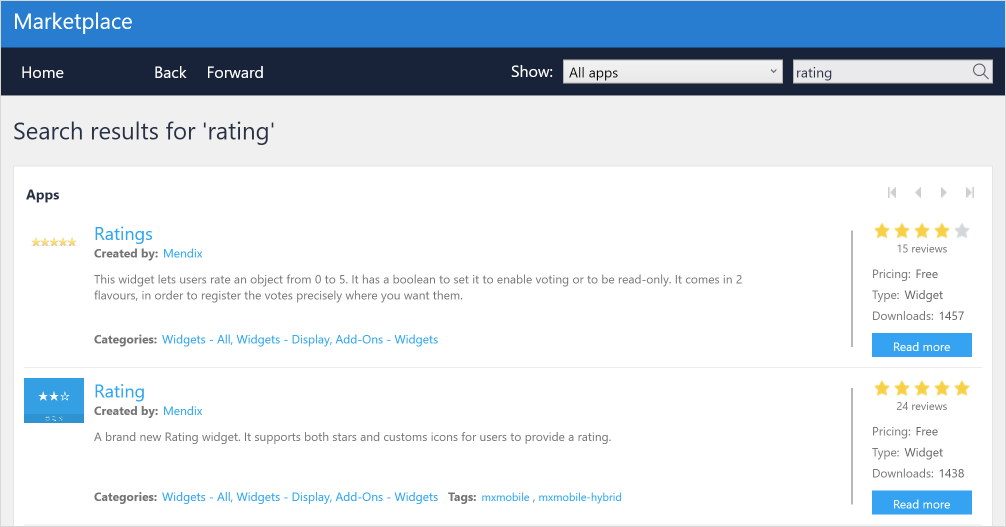 Marketplace
Home Back Forward Show: All apps rating
Search results for 'rating'
Apps
Ratings
Created by: Mendix
This widget lets users rate an object from 0 to 5. It has a boolean to set it to enable voting or to be read-only. It comes in 2
flavours, in order to register the votes precisely where you want them.
Categories: Widgets - All, Widgets - Display, Add-Ons - Widgets
15 reviews
Pricing: Free
Type: Widget
Downloads: 1457
Read more
Rating
Created by: Mendix
A brand new Rating widget. It supports both stars and customs icons for users to provide a rating.
Categories: Widgets - All, Widgets - Display, Add-Ons - Widgets Tags: mxmobile , mxmobile-hybrid
24 reviews
Pricing: Free
Type: Widget
Downloads: 1438
Read more